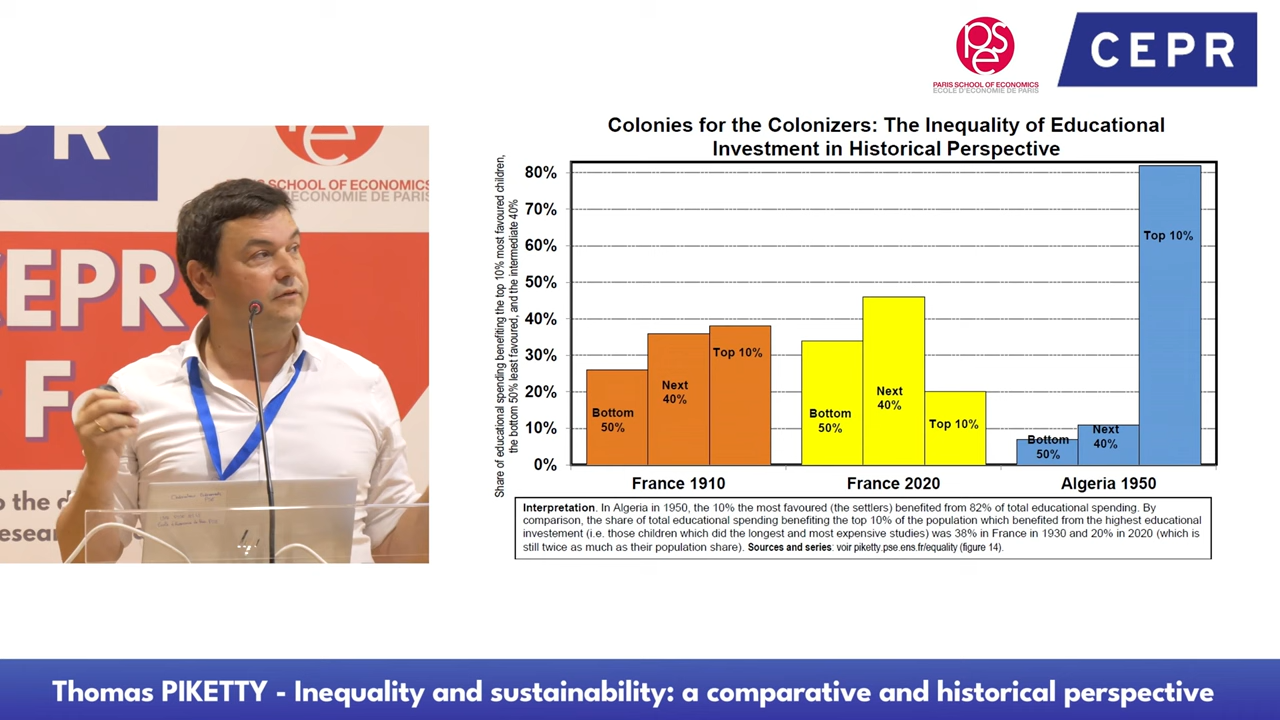 PSE
PARIS SCHOOL OF ECONOMICS
ECOLE D'ECONOMIE DE PARIS
CEPR
PR
SCHOOL OF ECONOMICS
ECONOMIE DE PARIS
CEPR
F
o the d
esear
Colonies for the Colonizers: The Inequality of Educational
Investment in Historical Perspective
Share of educational spending benefiting the top 10% most favoured children,
the bottom 50% least favoured, and the intermediate 40%
80%
70%
60%
50%
40%
30%
20%
10%
0%
Bottom
50%
Next
40%
Top 10%
Bottom
50%
Next
40%
Top 10%
Bottom
50%
Next
40%
Top 10%
France 1910
France 2020
Algeria 1950
Interpretation. In Algeria in 1950, the 10% the most favoured (the settlers) benefited from 82% of total educational spending. By
comparison, the share of total educational spending benefiting the top 10% of the population which benefited from the highest educational
investement (i.e. those children which did the longest and most expensive studies) was 38% in France in 1930 and 20% in 2020 (which is
still twice as much as their population share). Sources and series: voir piketty.pse.ens.fr/equality (figure 14).
Thomas PIKETTY - Inequality and sustainability: a comparative and historical perspective